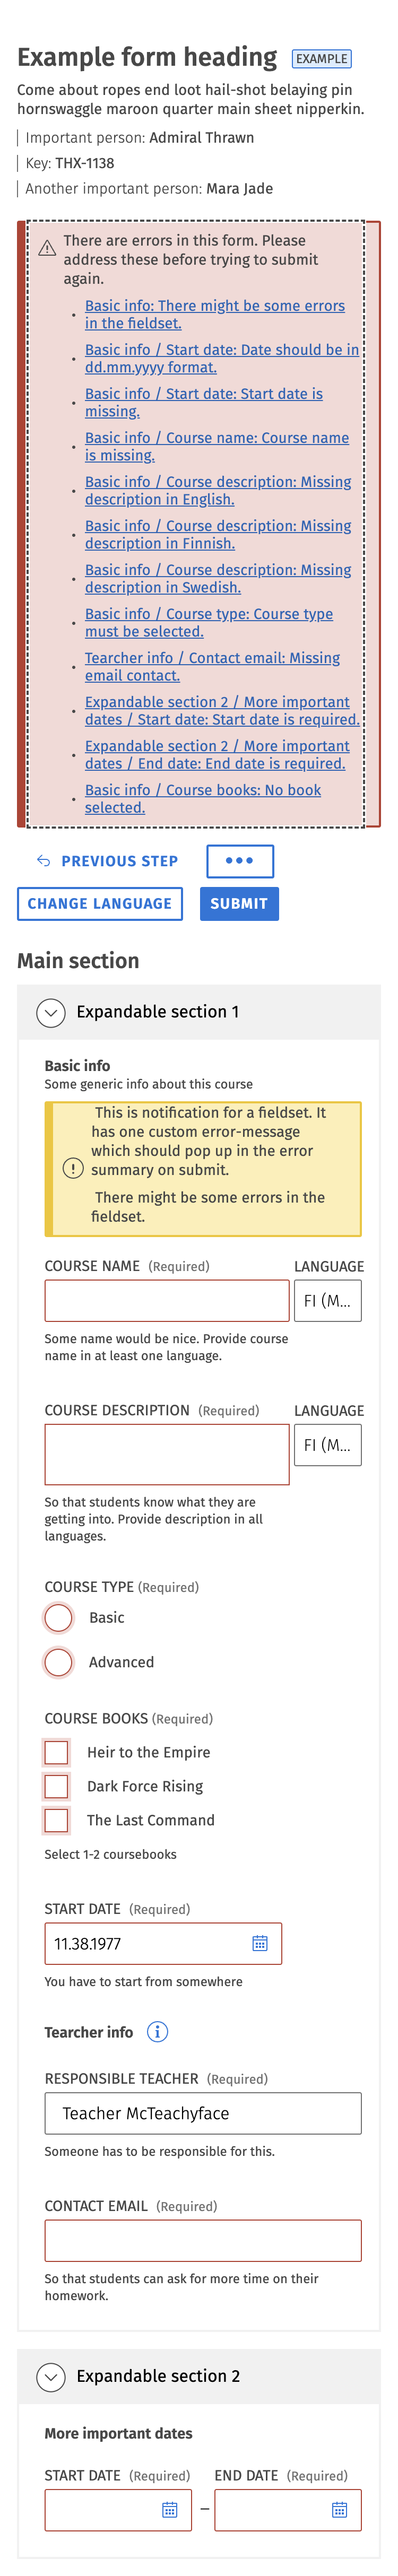 Example form heading EXAMPLE
Come about ropes end loot hail-shot belaying pin
hornswaggle maroon quarter main sheet nipperkin.
Important person: Admiral Thrawn
Key: THX-1138
Another important person: Mara Jade
There are errors in this form. Please
address these before trying to submit
again.
Basic info: There might be some errors
in the fieldset.
Basic info / Start date: Date should be in
dd.mm.yyyy format.
Basic info / Start date: Start date is
missing.
Basic info / Course name: Course name
is missing.
Basic info / Course description: Missing
description in English.
Basic info / Course description: Missing
description in Finnish.
Basic info / Course description: Missing
description in Swedish.
Basic info / Course type: Course type
must be selected.
Tearcher info / Contact email: Missing
email contact.
Expandable section 2 / More important
dates / Start date: Start date is required.
Expandable section 2 / More important
dates / End date: End date is required.
Basic info / Course books: No book
selected.
PREVIOUS STEP
CHANGE LANGUAGE SUBMIT
Main section
Expandable section 1
Basic info
Some generic info about this course
This is notification for a fieldset. It
has one custom error-message
which should pop up in the error
summary on submit.
There might be some errors in the
fieldset.
COURSE NAME (Required) LANGUAGE
FI (M...
Some name would be nice. Provide course
name in at least one language.
COURSE DESCRIPTION (Required) LANGUAGE
FI (M...
So that students know what they are
getting into. Provide description in all
languages.
COURSE TYPE (Required)
Basic
Advanced
COURSE BOOKS (Required)
Heir to the Empire
Dark Force Rising
The Last Command
Select 1-2 coursebooks
START DATE (Required)
11.38.1977
You have to start from somewhere
Tearcher info
RESPONSIBLE TEACHER (Required)
Teacher McTeachyface
Someone has to be responsible for this.
CONTACT EMAIL (Required)
So that students can ask for more time on their
homework.
Expandable section 2
More important dates
START DATE (Required) END DATE (Required)
–